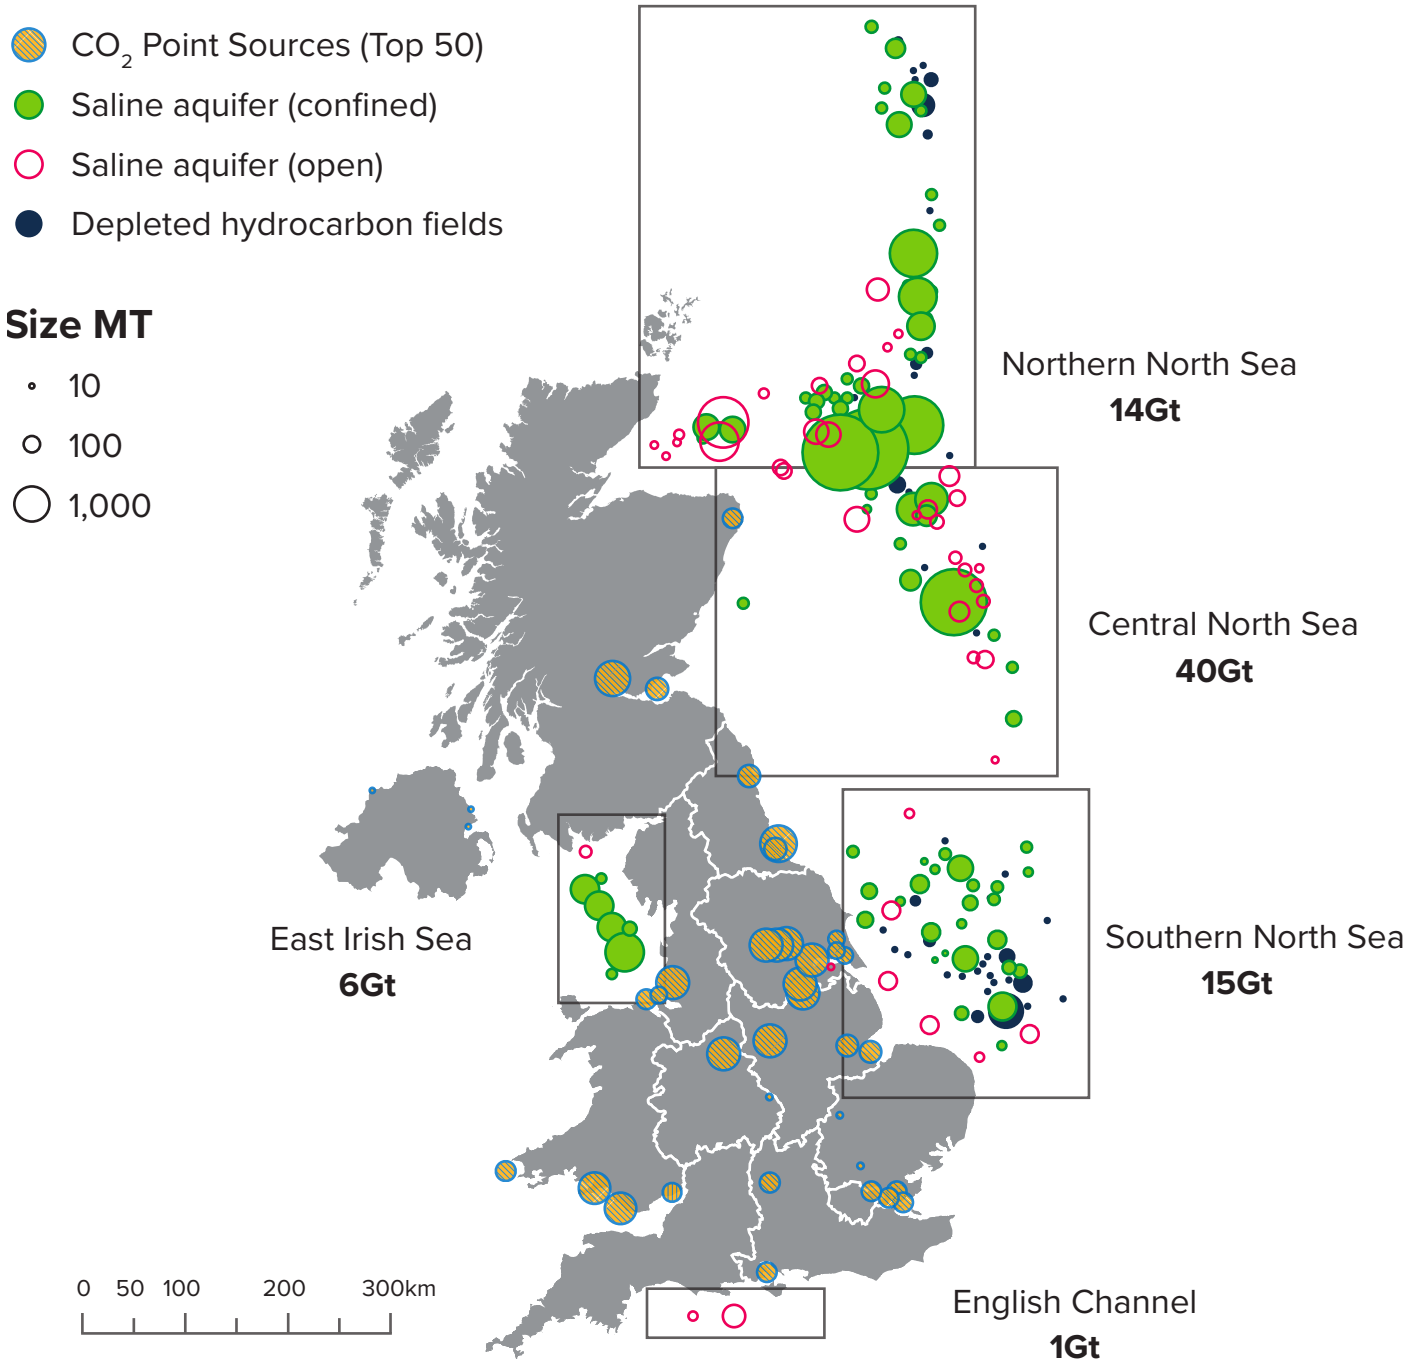 CO2 Point Sources (Top 50)
Saline aquifer (confined)
Saline aquifer (open)
Depleted hydrocarbon fields
Size MT
10
100
1,000
Northern North Sea
14Gt
Central North Sea
40Gt
East Irish Sea
6Gt
Southern North Sea
15Gt
0 50 100 200 300km
English Channel
1Gt